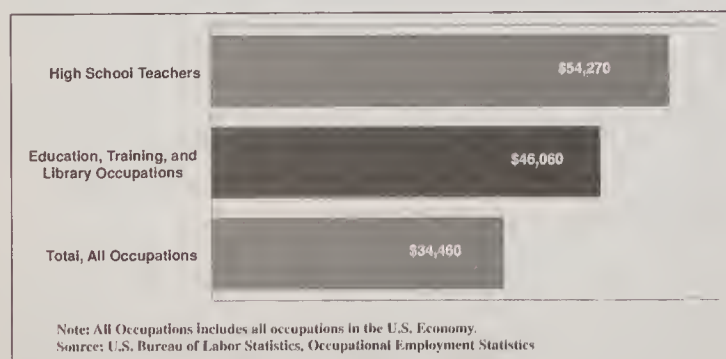 High School Teachers
$54,270
Education, Training, and
Library Occupations
$46,060
Total, All Occupations
$34,460
Note: All Occupations includes all occupations in the U.S. Economy.
Source: U.S. Bureau of Labor Statistics, Occupational Employment Statistics